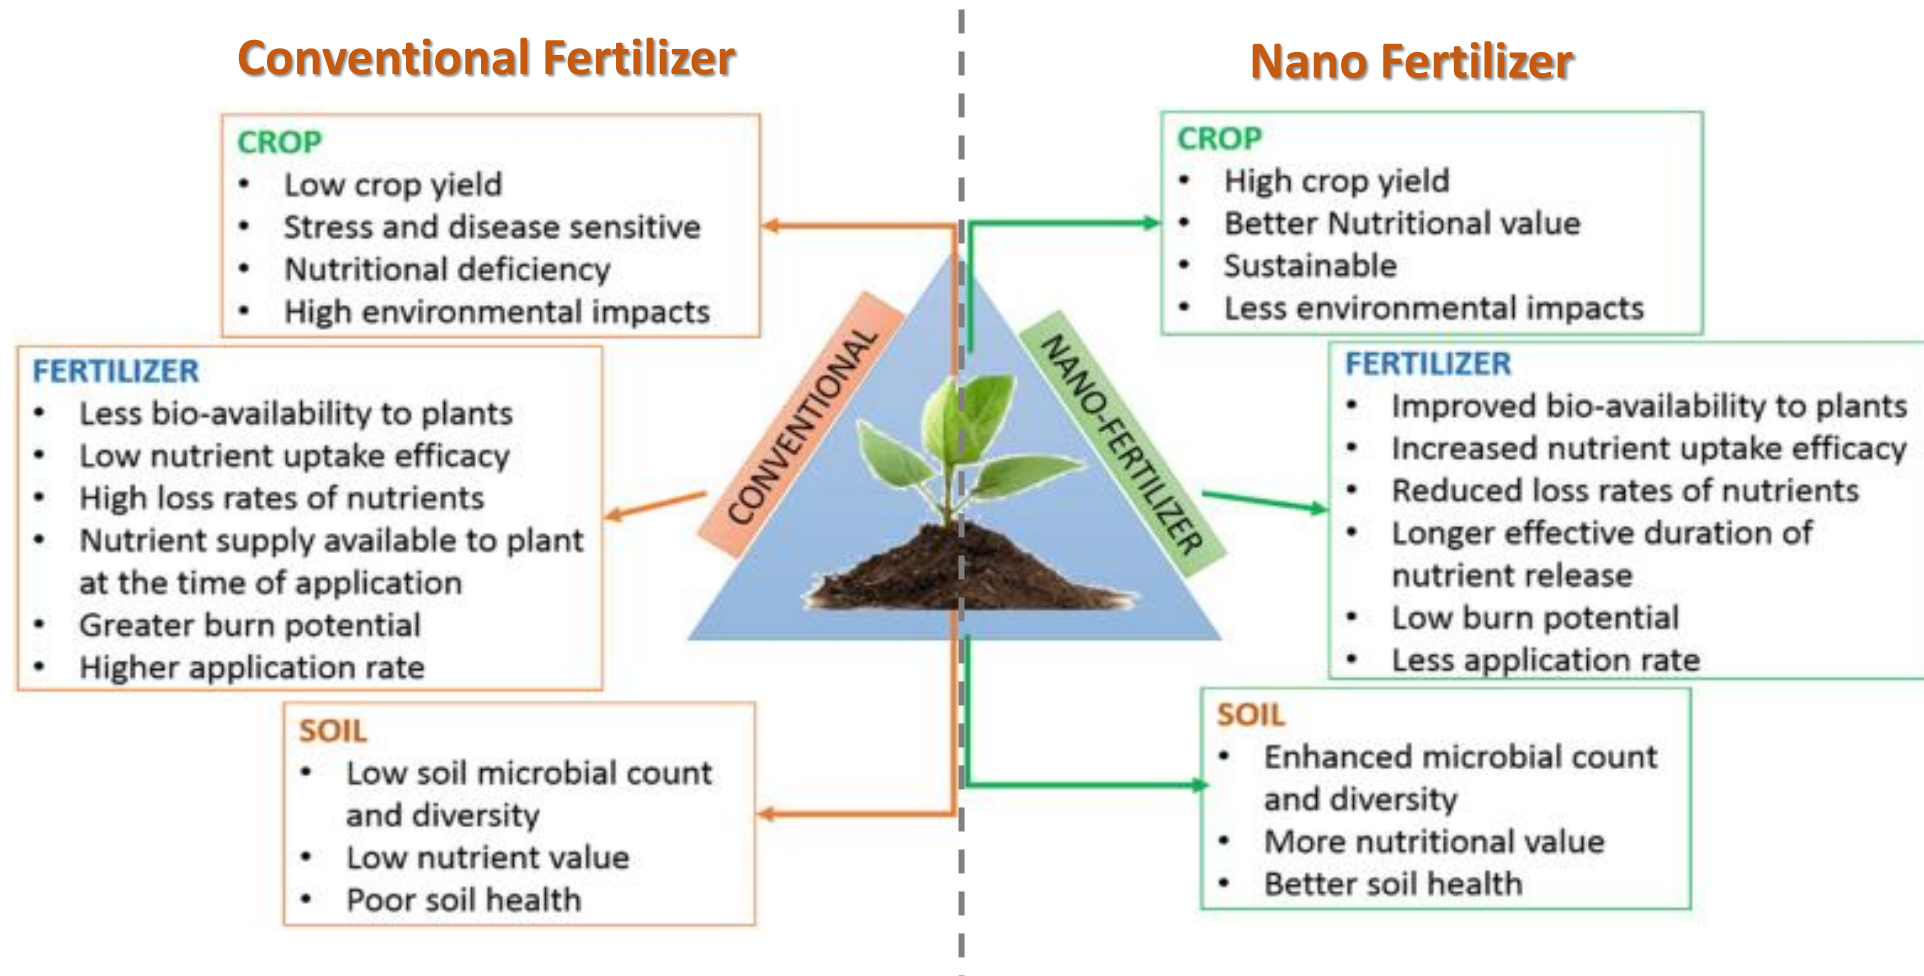 Conventional Fertilizer
CROP
• Low crop yield
• Stress and disease sensitive
• Nutritional deficiency
• High environmental impacts
FERTILIZER
• Less bio-availability to plants
• Low nutrient uptake efficacy
• High loss rates of nutrients
• Nutrient supply available to plant
at the time of application
• Greater burn potential
• Higher application rate
SOIL
• Low soil microbial count
and diversity
• Low nutrient value
• Poor soil health
CONVENTIONAL
NANO-FERTILIZER
Nano Fertilizer
CROP
• High crop yield
• Better Nutritional value
• Sustainable
• Less environmental impacts
FERTILIZER
• Improved bio-availability to plants
• Increased nutrient uptake efficacy
• Reduced loss rates of nutrients
• Longer effective duration of
nutrient release
• Low burn potential
• Less application rate
SOIL
• Enhanced microbial count
and diversity
• More nutritional value
• Better soil health